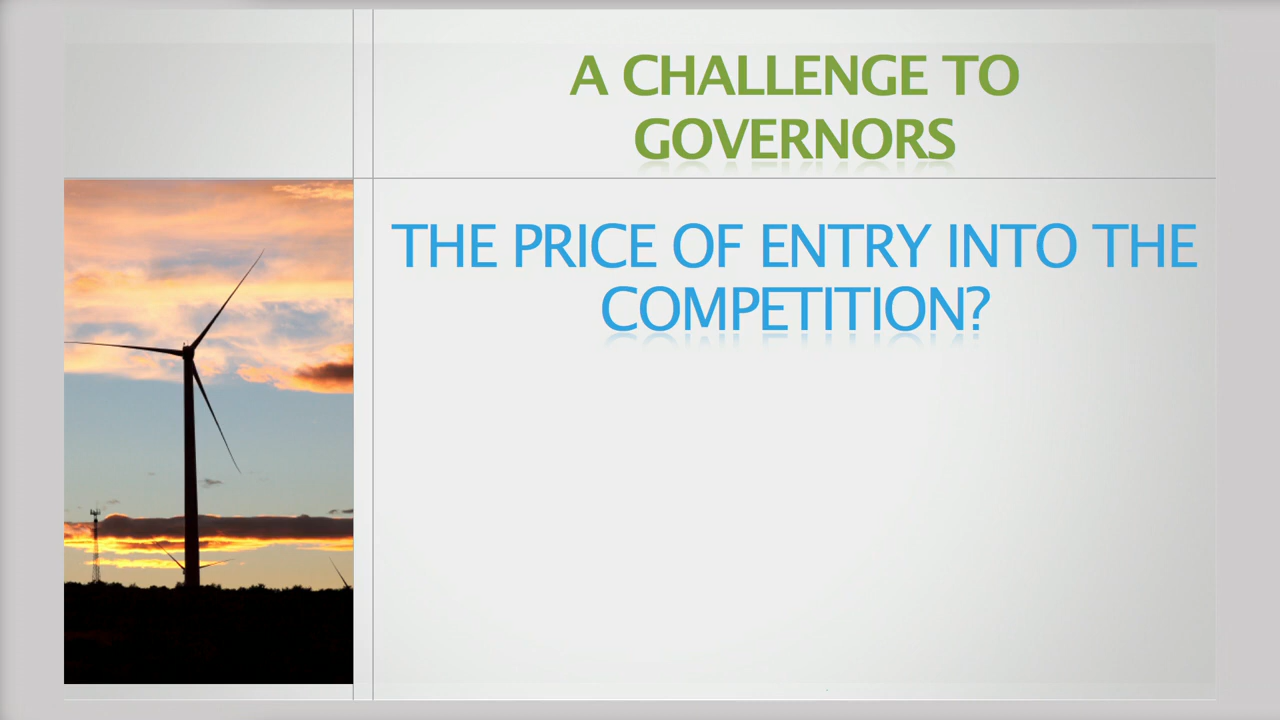 A CHALLENGE TO
GOVERNORS
THE PRICE OF ENTRY INTO THE
COMPETITION?